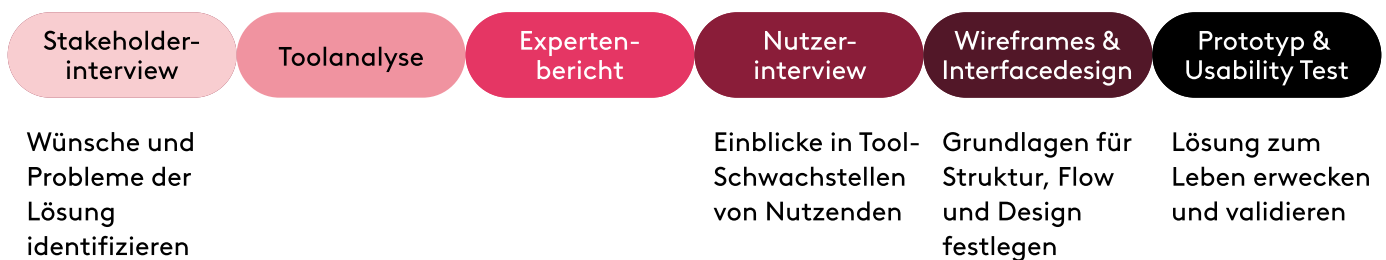 Stakeholder-
interview
Toolanalyse
Experten-
bericht
Nutzer-
interview
Wireframes &
Interfacedesign
Prototyp &
Usability Test
Wünsche und
Probleme der
Lösung
identifizieren
Einblicke in Tool-
Schwachstellen
von Nutzenden
Grundlagen für
Struktur, Flow
und Design
festlegen
Lösung zum
Leben erwecken
und validieren